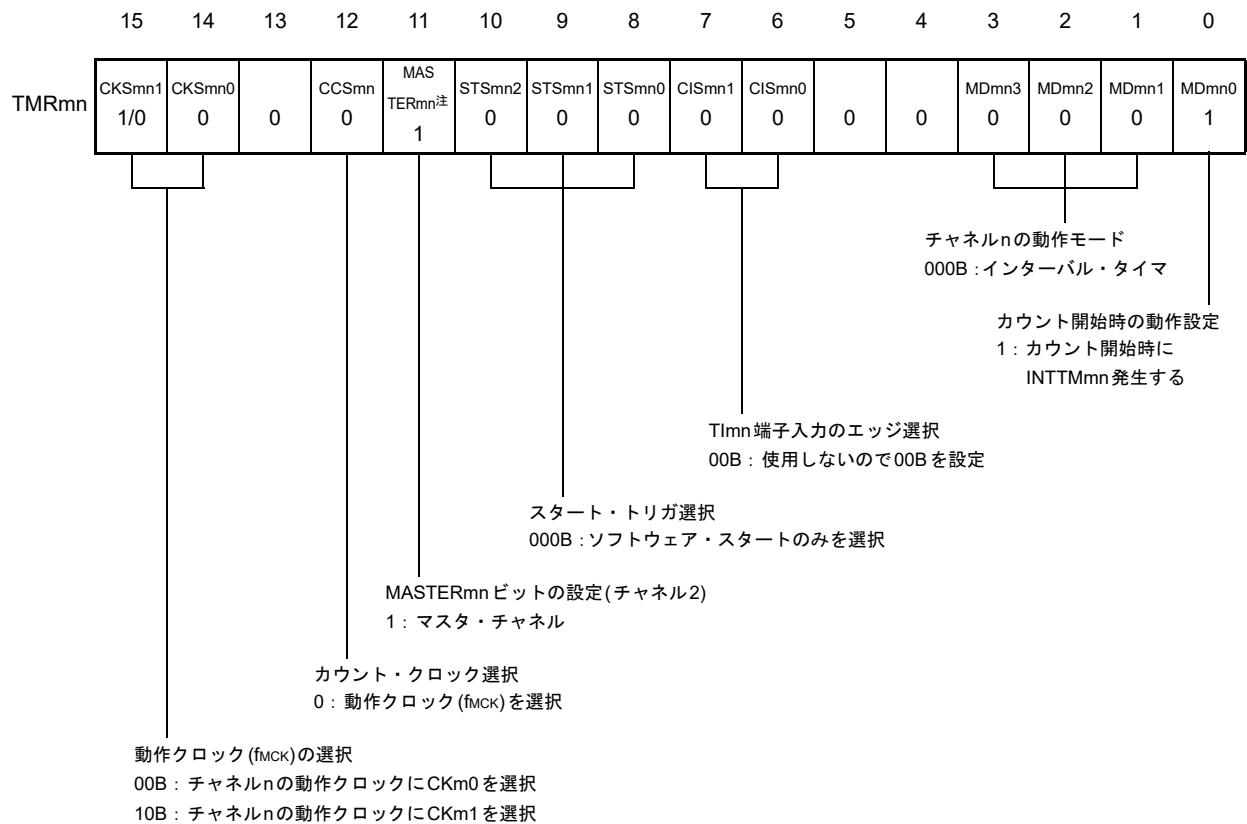 15 14 13 12 11 10 9 8 7 6 5 4 3 2 1 0
TMRmn
CKSmn1 CKSmn0 CCSmn MAS
TERmn注 STSmn2 STSmn1 STSmn0 CISmn1 CISmn0 MDmn3 MDmn2 MDmn1 MDmn0
1/0 0 0 0 1 0 0 0 0 0 0 0 0 0 0 1
チャネルnの動作モード
000B：インターバル・タイマ
カウント開始時の動作設定
1：カウント開始時に
INTTMmn発生する
TImn端子入力のエッジ選択
00B：使用しないので00Bを設定
スタート・トリガ選択
000B：ソフトウェア・スタートのみを選択
MASTERmnビットの設定(チャネル2)
1：マスタ・チャネル
カウント・クロック選択
0：動作クロック(fMCK)を選択
動作クロック(fMCK)の選択
00B：チャネルnの動作クロックにCKm0を選択
10B：チャネルnの動作クロックにCKm1を選択